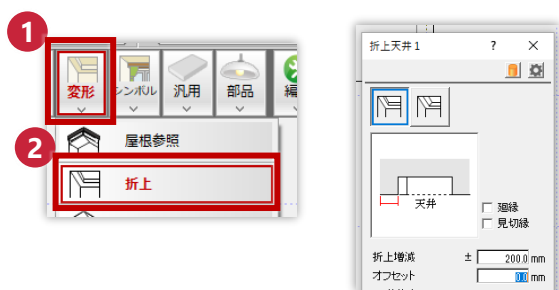 1
変形
シンボル
汎用
部品
編
2
屋根参照
折上
折上天井1
?
×
天井
廻縁
見切縁
折上増減 ± 200.0 mm
オフセット 0.0 mm